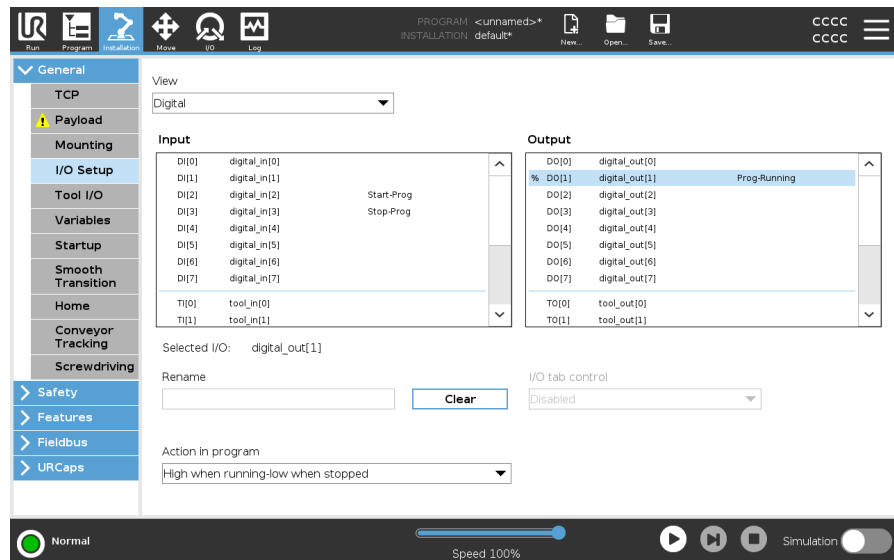 UR
PROGRAM <unnamed>*
INSTALLATION default*
CCCC
CCCC
Run Program Installation Move I/O Log New... Open... Save...
General
TCP
Payload
Mounting
I/O Setup
Tool I/O
Variables
Startup
Smooth
Transition
Home
Conveyor
Tracking
Screwdriving
Safety
Features
Fieldbus
URCaps
View
Digital
Input
DI[0] digital_in[0]
DI[1] digital_in[1]
DI[2] digital_in[2] Start-Prog
DI[3] digital_in[3] Stop-Prog
DI[4] digital_in[4]
DI[5] digital_in[5]
DI[6] digital_in[6]
DI[7] digital_in[7]
TI[0] tool_in[0]
TI[1] tool_in[1]
Output
DO[0] digital_out[0]
% DO[1] digital_out[1] Prog-Running
DO[2] digital_out[2]
DO[3] digital_out[3]
DO[4] digital_out[4]
DO[5] digital_out[5]
DO[6] digital_out[6]
DO[7] digital_out[7]
TO[0] tool_out[0]
TO[1] tool_out[1]
Selected I/O: digital_out[1]
Rename
Clear
I/O tab control
Disabled
Action in program
High when running-low when stopped
Normal
Speed 100%
Simulation